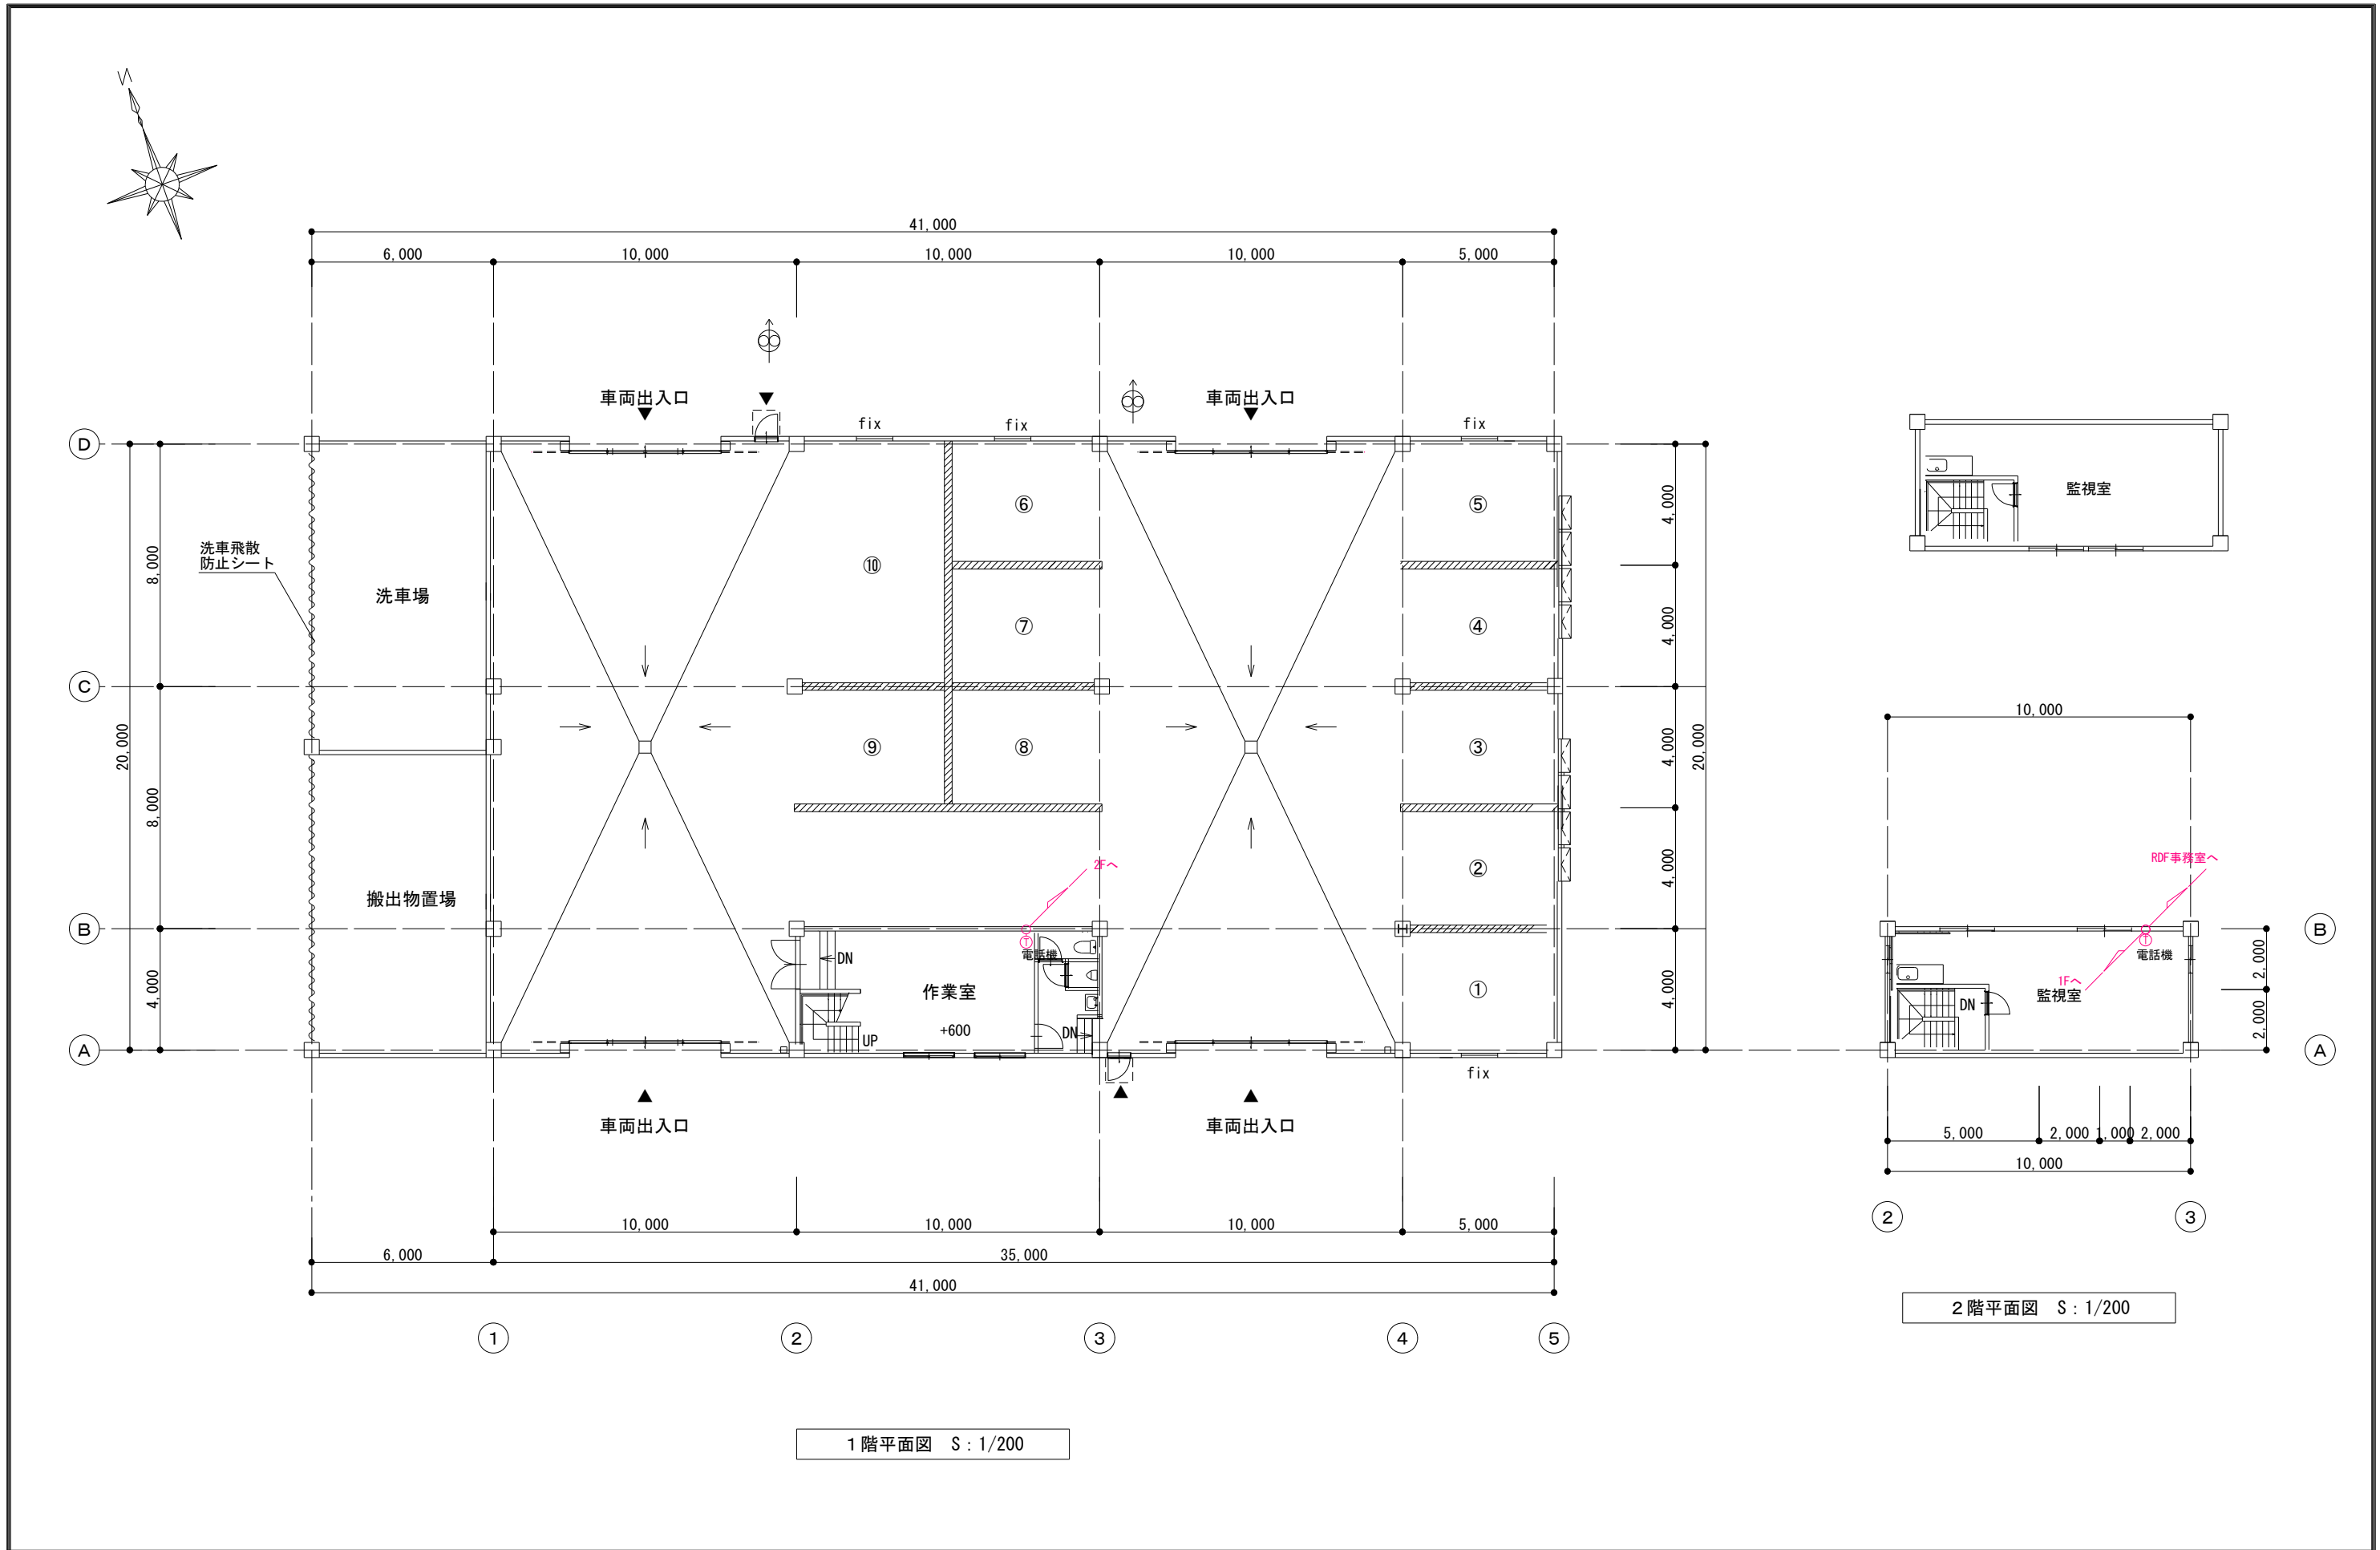 N
41,000
6,000
10,000
10,000
10,000
5,000
車両出入口
車両出入口
fix
fix
fix
D
C
B
A
20,000
8,000
8,000
4,000
洗車飛散
防止シート
洗車場
搬出物置場
⑥
⑤
⑩
⑦
④
⑨
⑧
③
②
①
4,000
4,000
4,000
4,000
4,000
20,000
2Fへ
T
電話機
DN
作業室
+600
UP
DN
fix
車両出入口
車両出入口
10,000
10,000
10,000
5,000
6,000
35,000
41,000
1
2
3
4
5
1階平面図 S:1/200
監視室
10,000
RDF事務室へ
T
電話機
1Fへ
監視室
DN
2,000
2,000
B
A
5,000
2,000
1,000
2,000
10,000
2
3
2階平面図 S:1/200